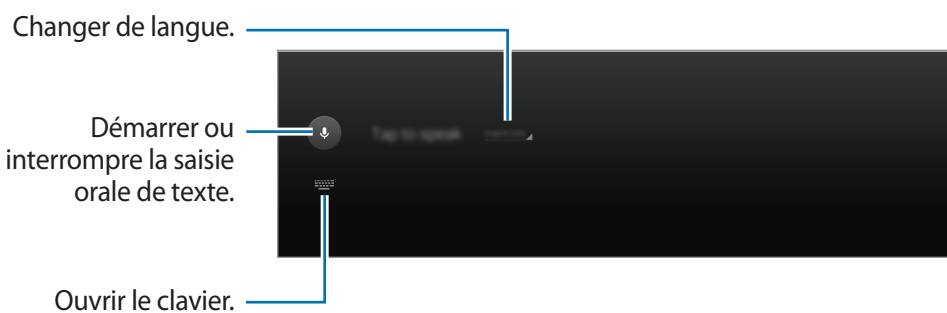 Changer de langue.
Démarrer ou
interrompre la saisie
orale de texte.
Tap to speak
Ouvrir le clavier.